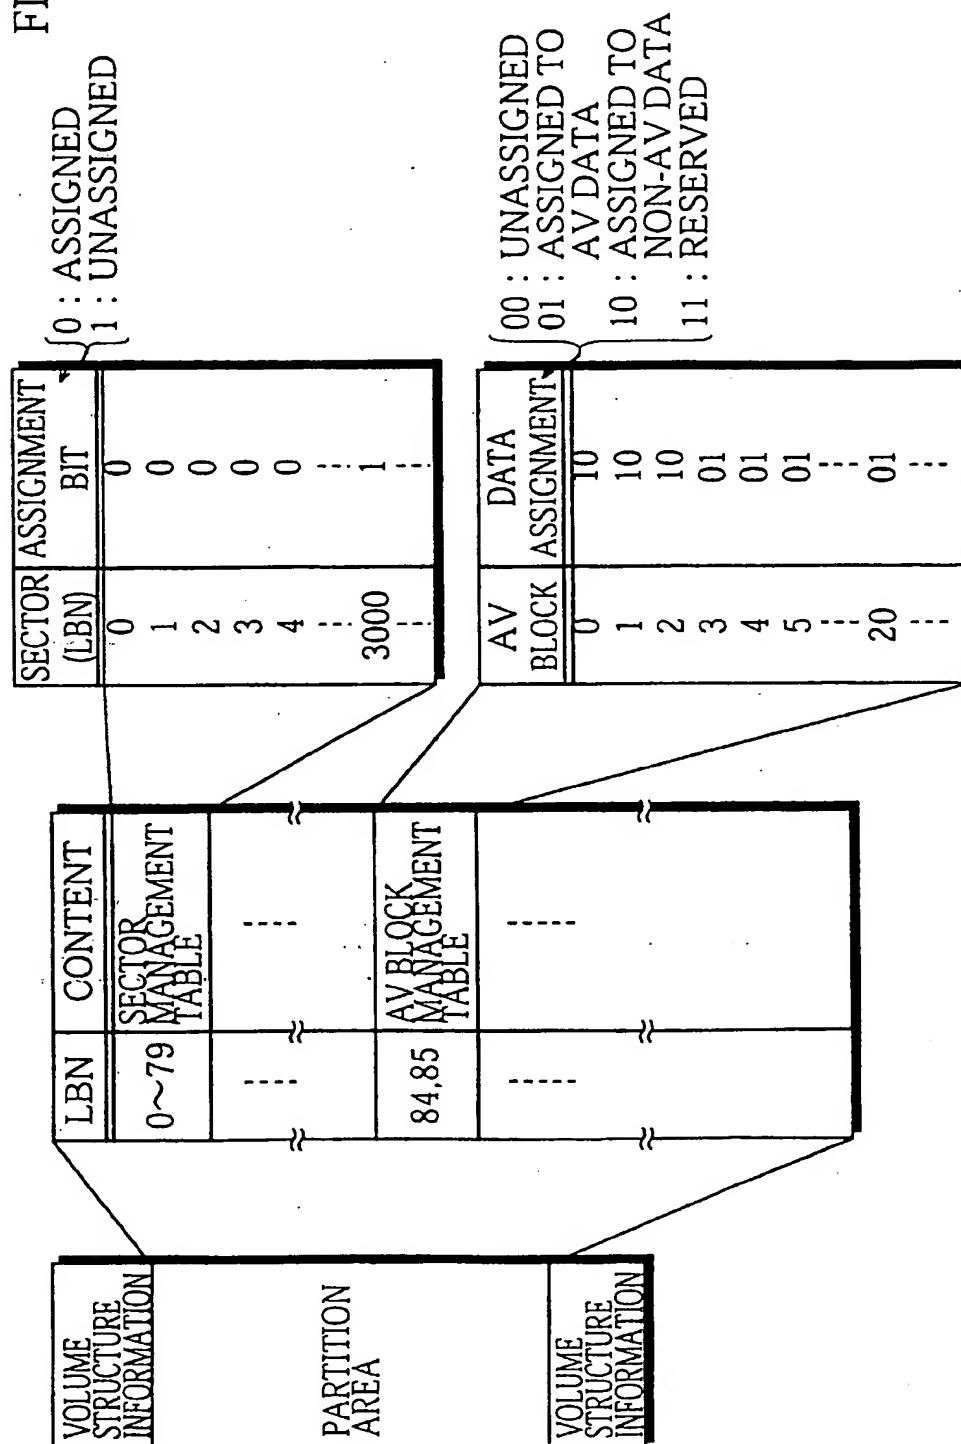 FI
VOLUME
STRUCTURE
INFORMATION
PARTITION
AREA
VOLUME
STRUCTURE
INFORMATION
LBN CONTENT
0~79 SECTOR
MANAGEMENT
TABLE
84,85 AV BLOCK
MANAGEMENT
TABLE
SECTOR ASSIGNMENT
(LBN) BIT
0 0
1 0
2 0
3 0
4 0
3000 1
0 : ASSIGNED
1 : UNASSIGNED
AV DATA
BLOCK ASSIGNMENT
0 10
1 10
2 10
3 01
4 01
5 01
20 01
00 : UNASSIGNED
01 : ASSIGNED TO
AV DATA
10 : ASSIGNED TO
NON-AV DATA
11 : RESERVED